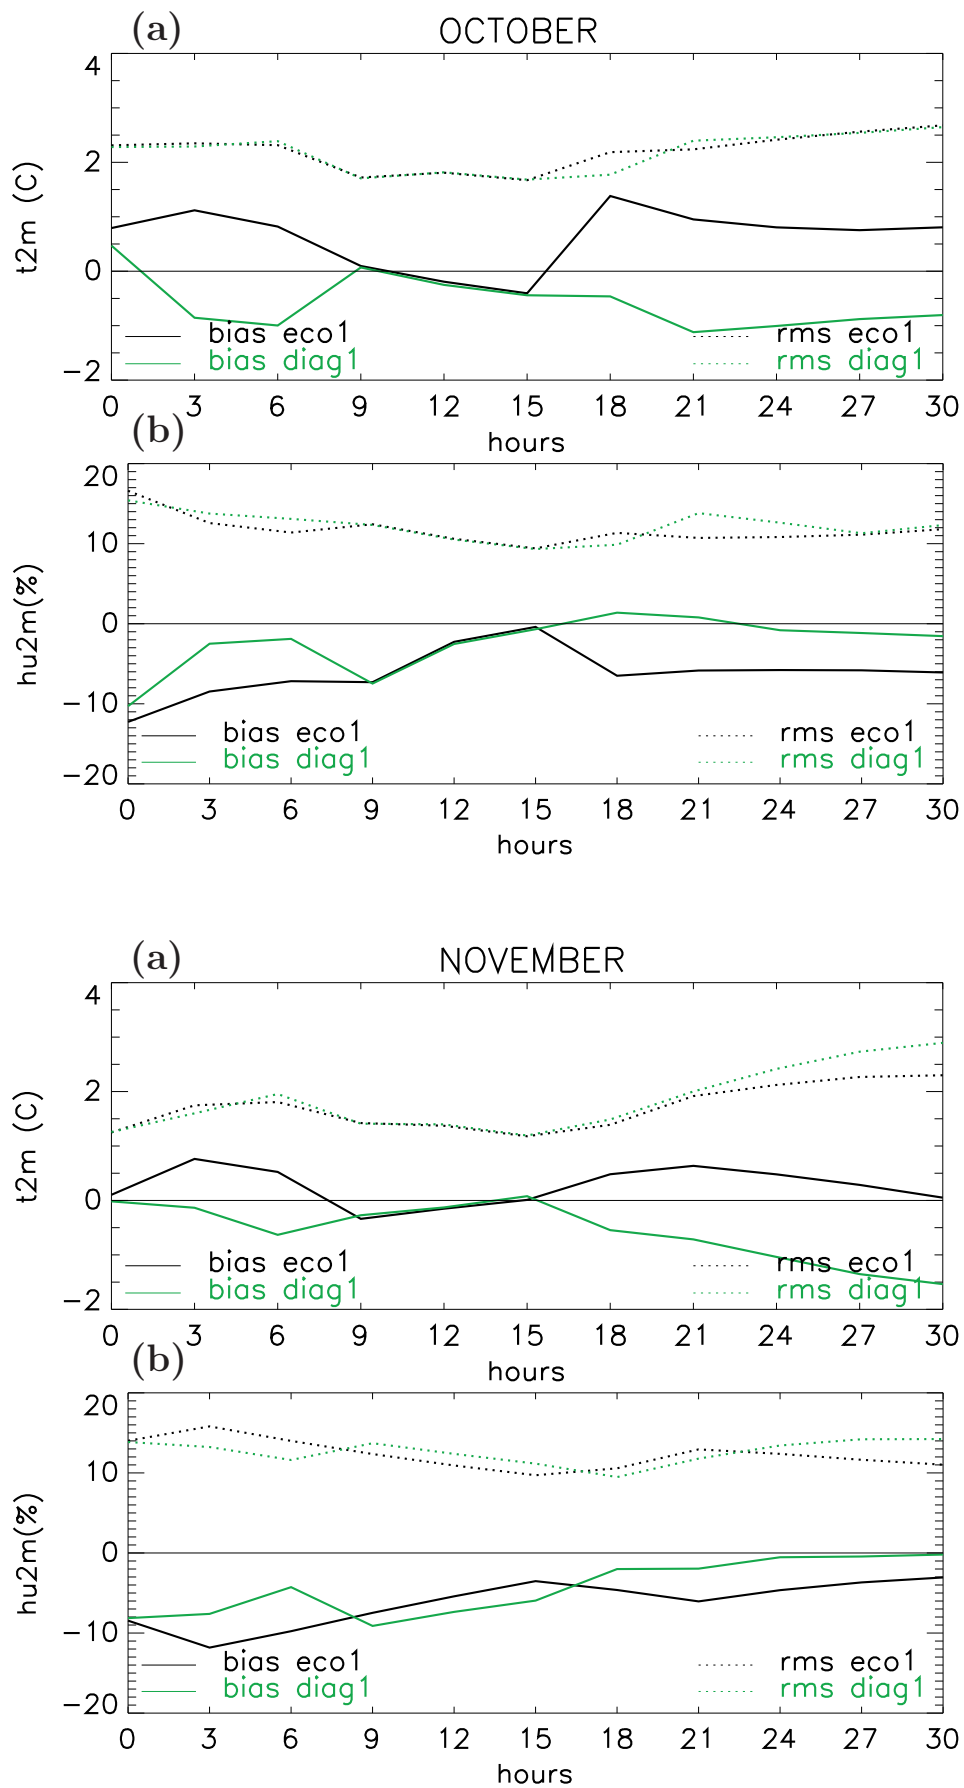 (a) OCTOBER
4
2
0
-2
t2m (C)
bias eco1 rms eco1
bias diag1 rms diag1
0 3 6 9 12 15 18 21 24 27 30
hours
(b)
20
10
0
-10
-20
hu2m(%)
bias eco1 rms eco1
bias diag1 rms diag1
0 3 6 9 12 15 18 21 24 27 30
hours
(a) NOVEMBER
4
2
0
-2
t2m (C)
bias eco1 rms eco1
bias diag1 rms diag1
0 3 6 9 12 15 18 21 24 27 30
hours
(b)
20
10
0
-10
-20
hu2m(%)
bias eco1 rms eco1
bias diag1 rms diag1
0 3 6 9 12 15 18 21 24 27 30
hours